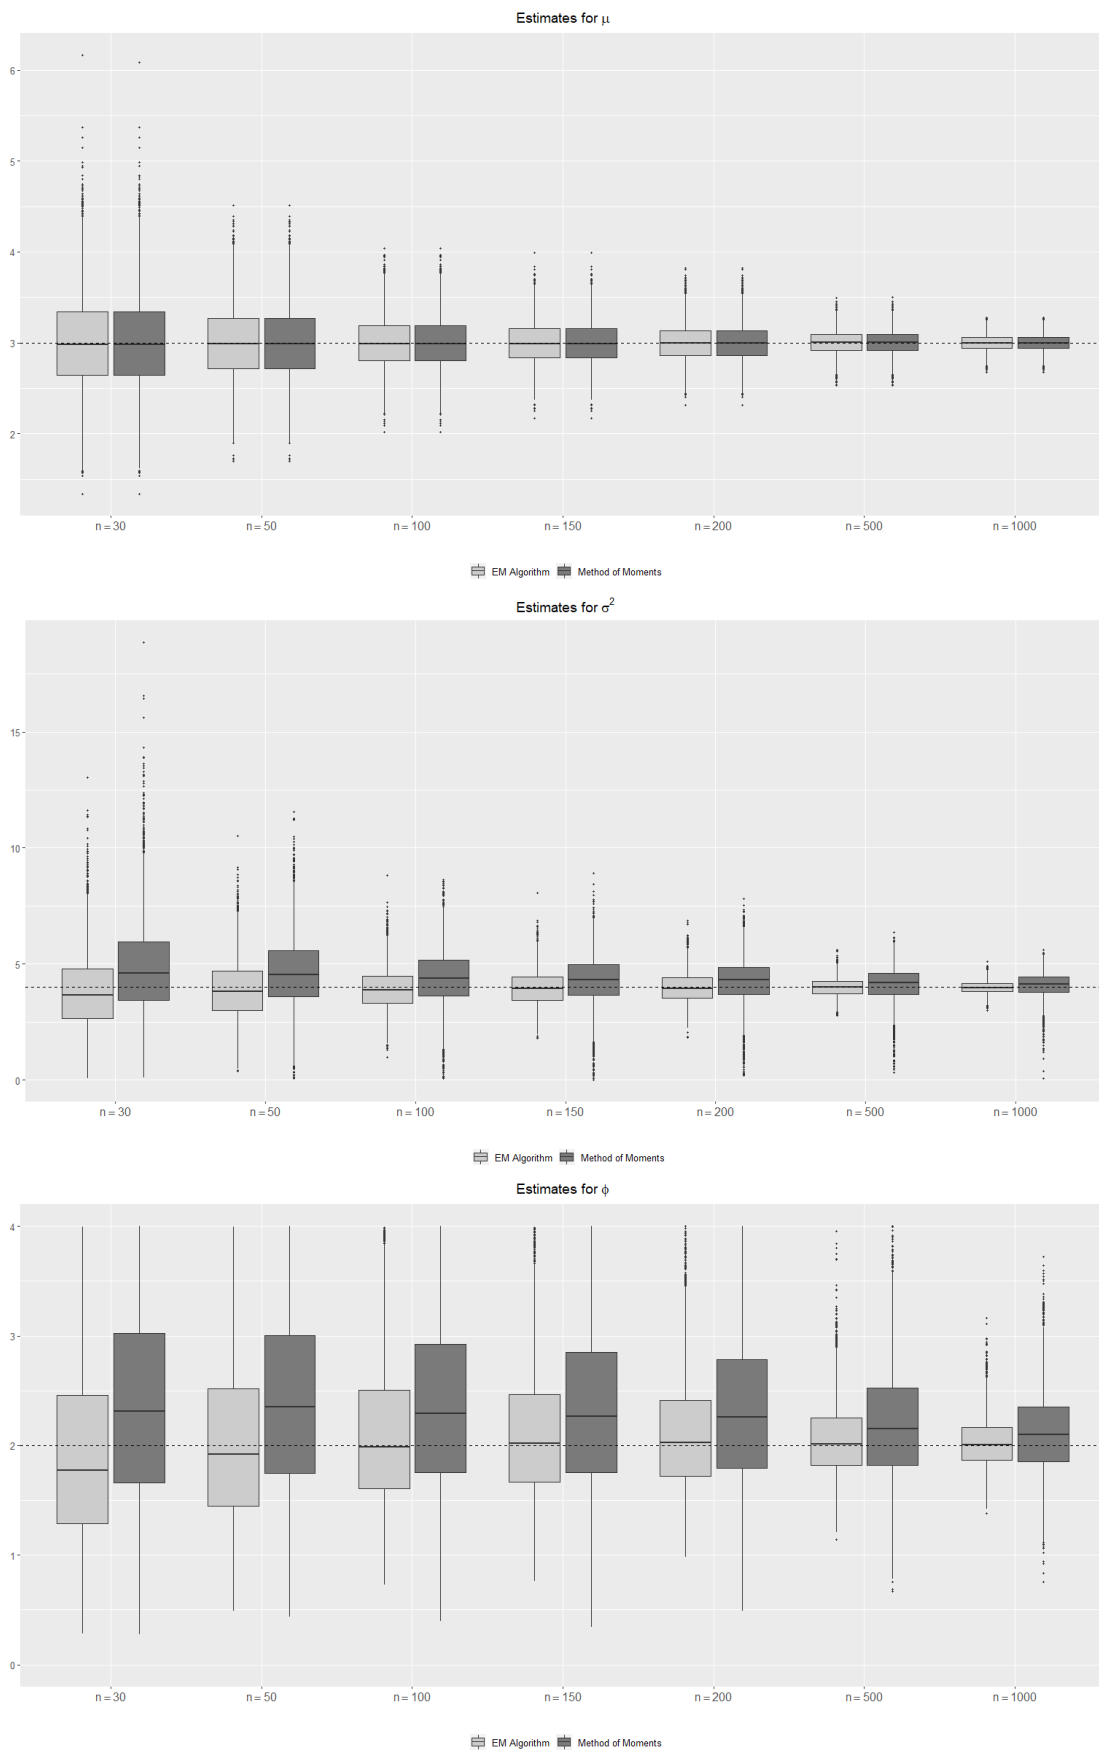 Estimates for μ
6
5
4
3
2
n = 30 n = 50 n = 100 n = 150 n = 200 n = 500 n = 1000
EM Algorithm Method of Moments
Estimates for σ²
15
10
5
0
n = 30 n = 50 n = 100 n = 150 n = 200 n = 500 n = 1000
EM Algorithm Method of Moments
Estimates for ϕ
4
3
2
1
0
n = 30 n = 50 n = 100 n = 150 n = 200 n = 500 n = 1000
EM Algorithm Method of Moments